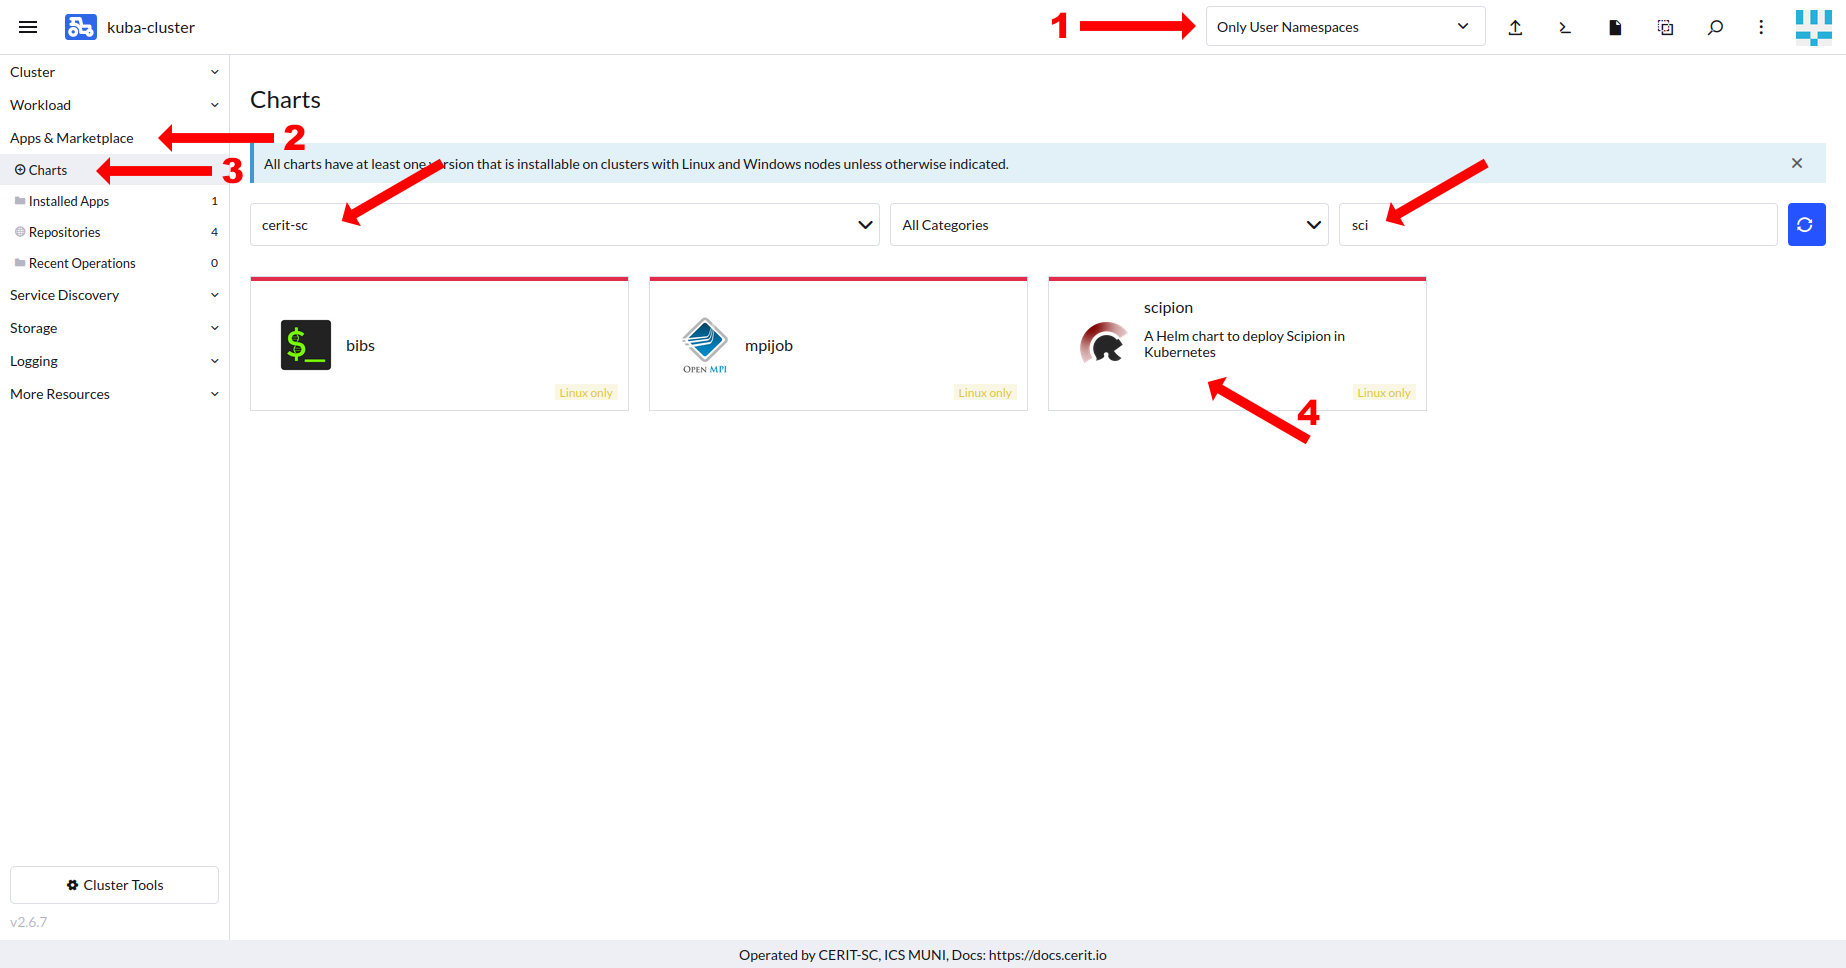 kuba-cluster
1
Only User Namespaces
Cluster
Workload
Apps & Marketplace
2
Charts
3
Installed Apps 1
Repositories 4
Recent Operations 0
Service Discovery
Storage
Logging
More Resources
Cluster Tools
v2.6.7
Charts
All charts have at least one version that is installable on clusters with Linux and Windows nodes unless otherwise indicated.
cerit-sc
All Categories
sci
$_
bibs
Linux only
OPEN MPI
mpijob
Linux only
scipion
A Helm chart to deploy Scipion in
Kubernetes
Linux only
4
Operated by CERIT-SC, ICS MUNI, Docs: https://docs.cerit.io